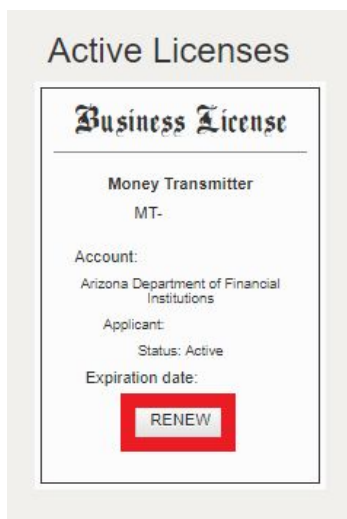 Active Licenses
Business License
Money Transmitter
MT-
Account:
Arizona Department of Financial
Institutions
Applicant:
Status: Active
Expiration date:
RENEW